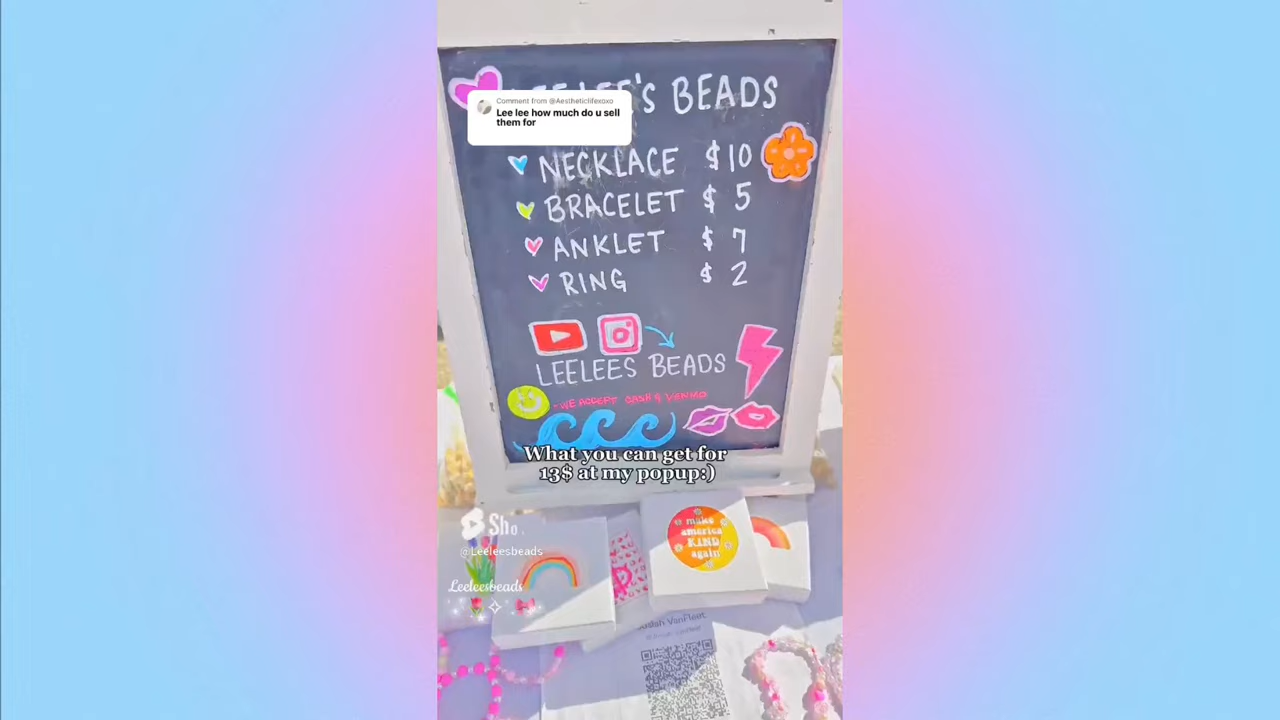 Comment from @Aestheticlifexoxo
Lee lee how much do u sell
them for
'S BEADS
NECKLACE $10
BRACELET $5
ANKLET $7
RING $2
LEELEES BEADS
-WE ACCEPT CASH & VENMO
What you can get for
13$ at my popup:)
Sho
@Leeleesbeads
Leeleesbeads
make
america
KIND
again
VanFleet